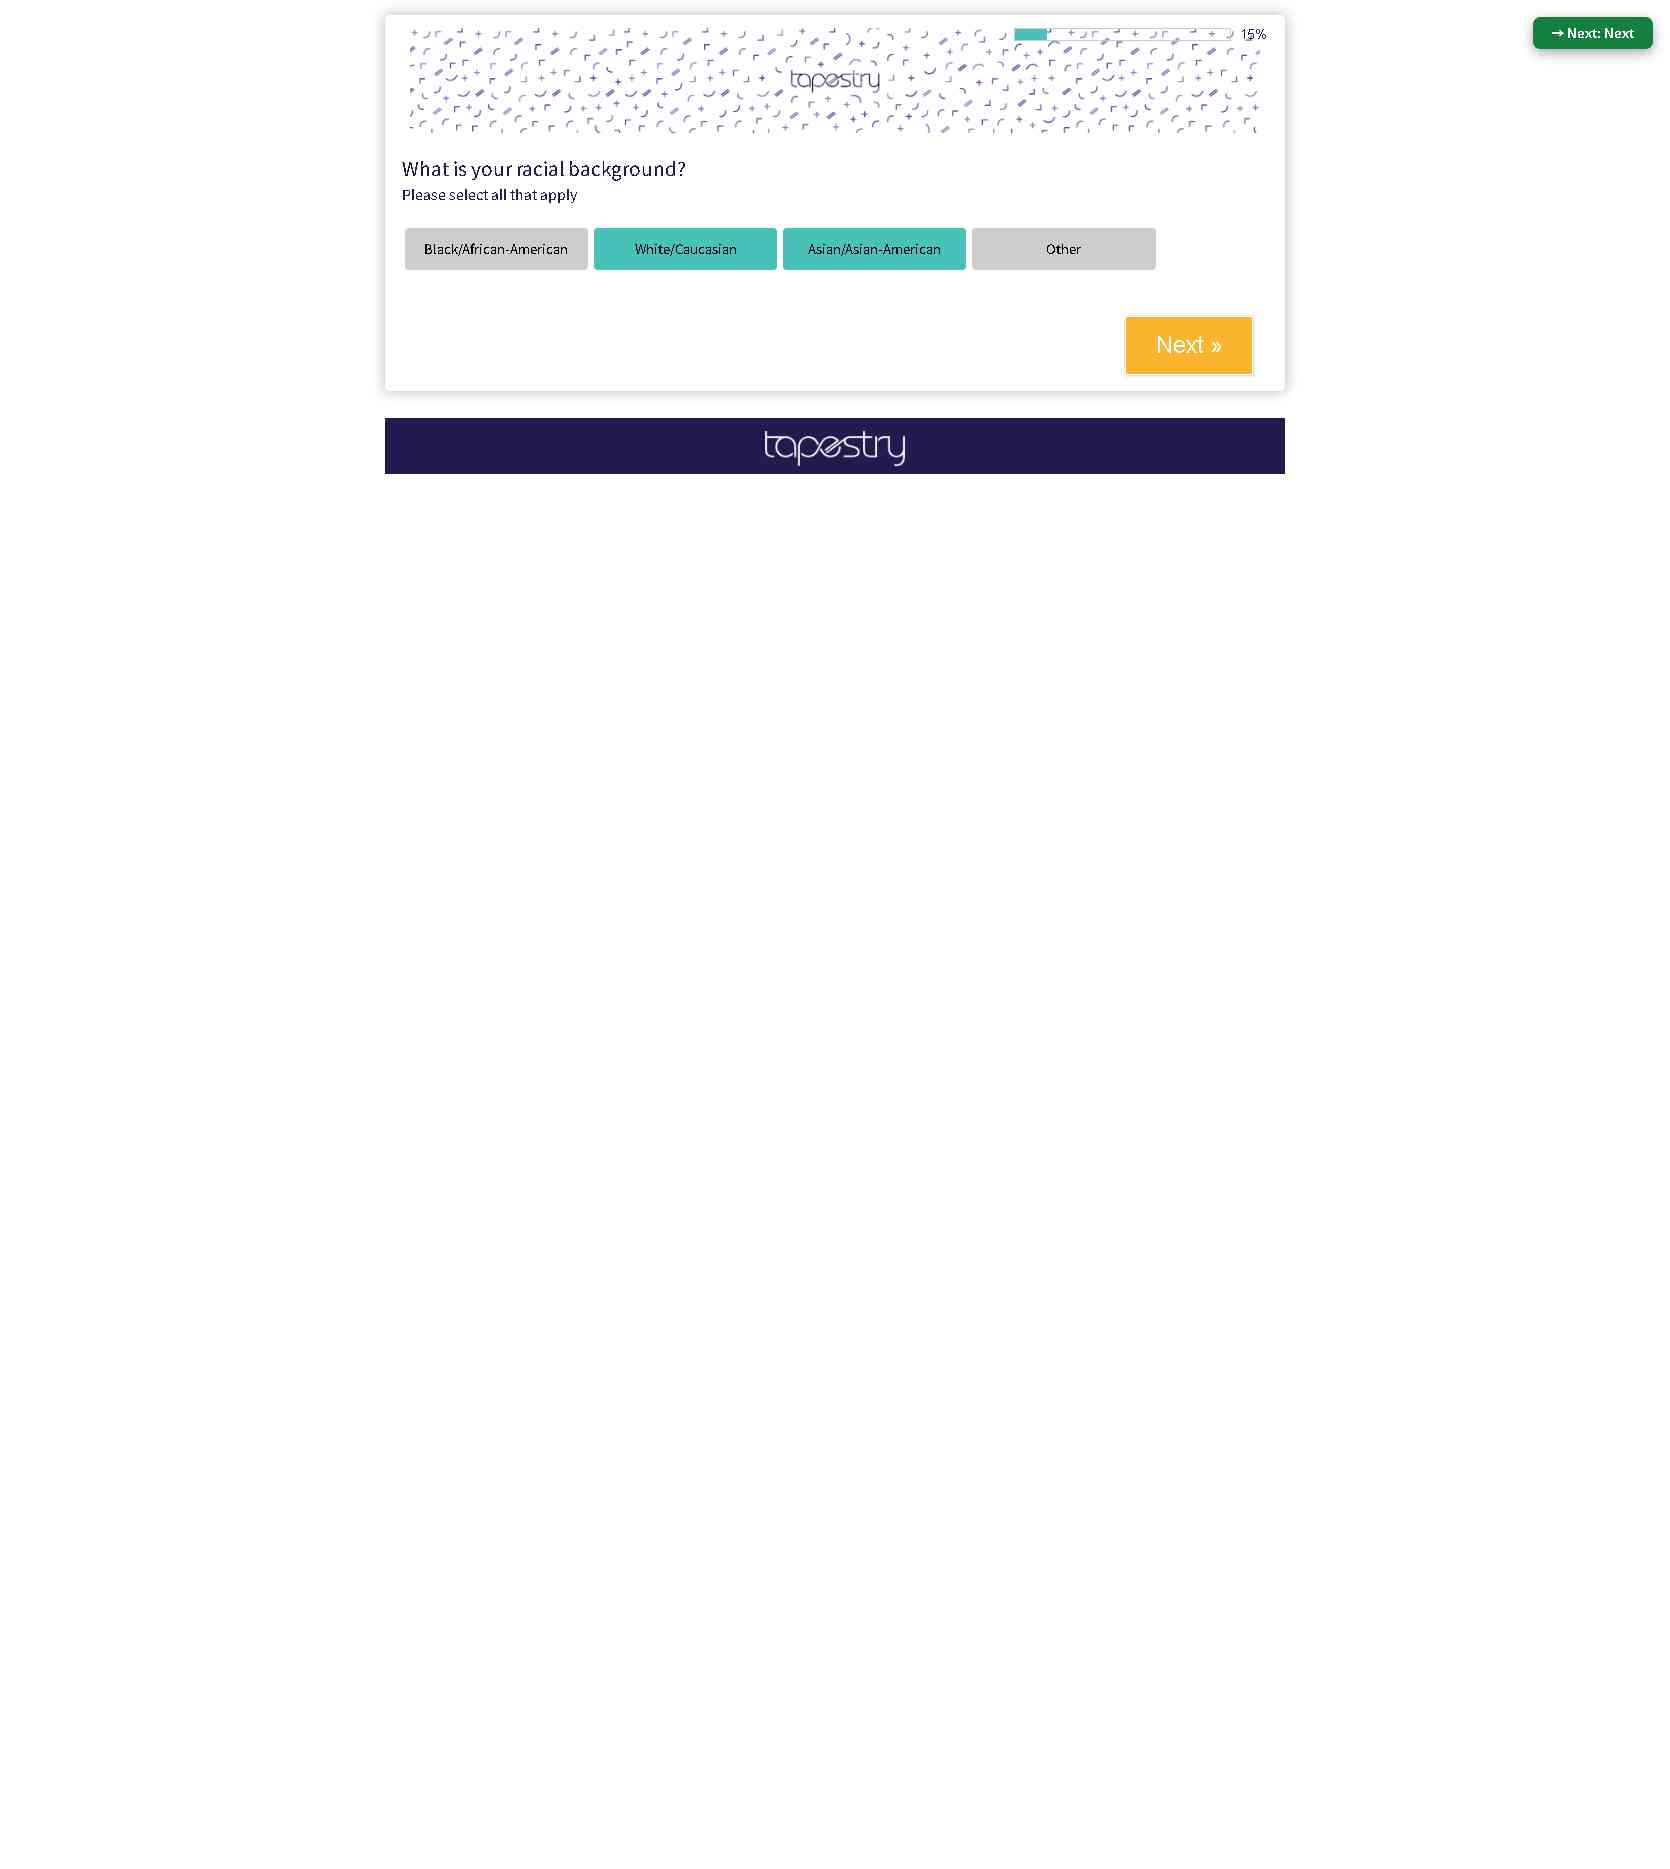 15%
→ Next: Next
tapestry
What is your racial background?
Please select all that apply
Black/African-American
White/Caucasian
Asian/Asian-American
Other
Next »
tapestry